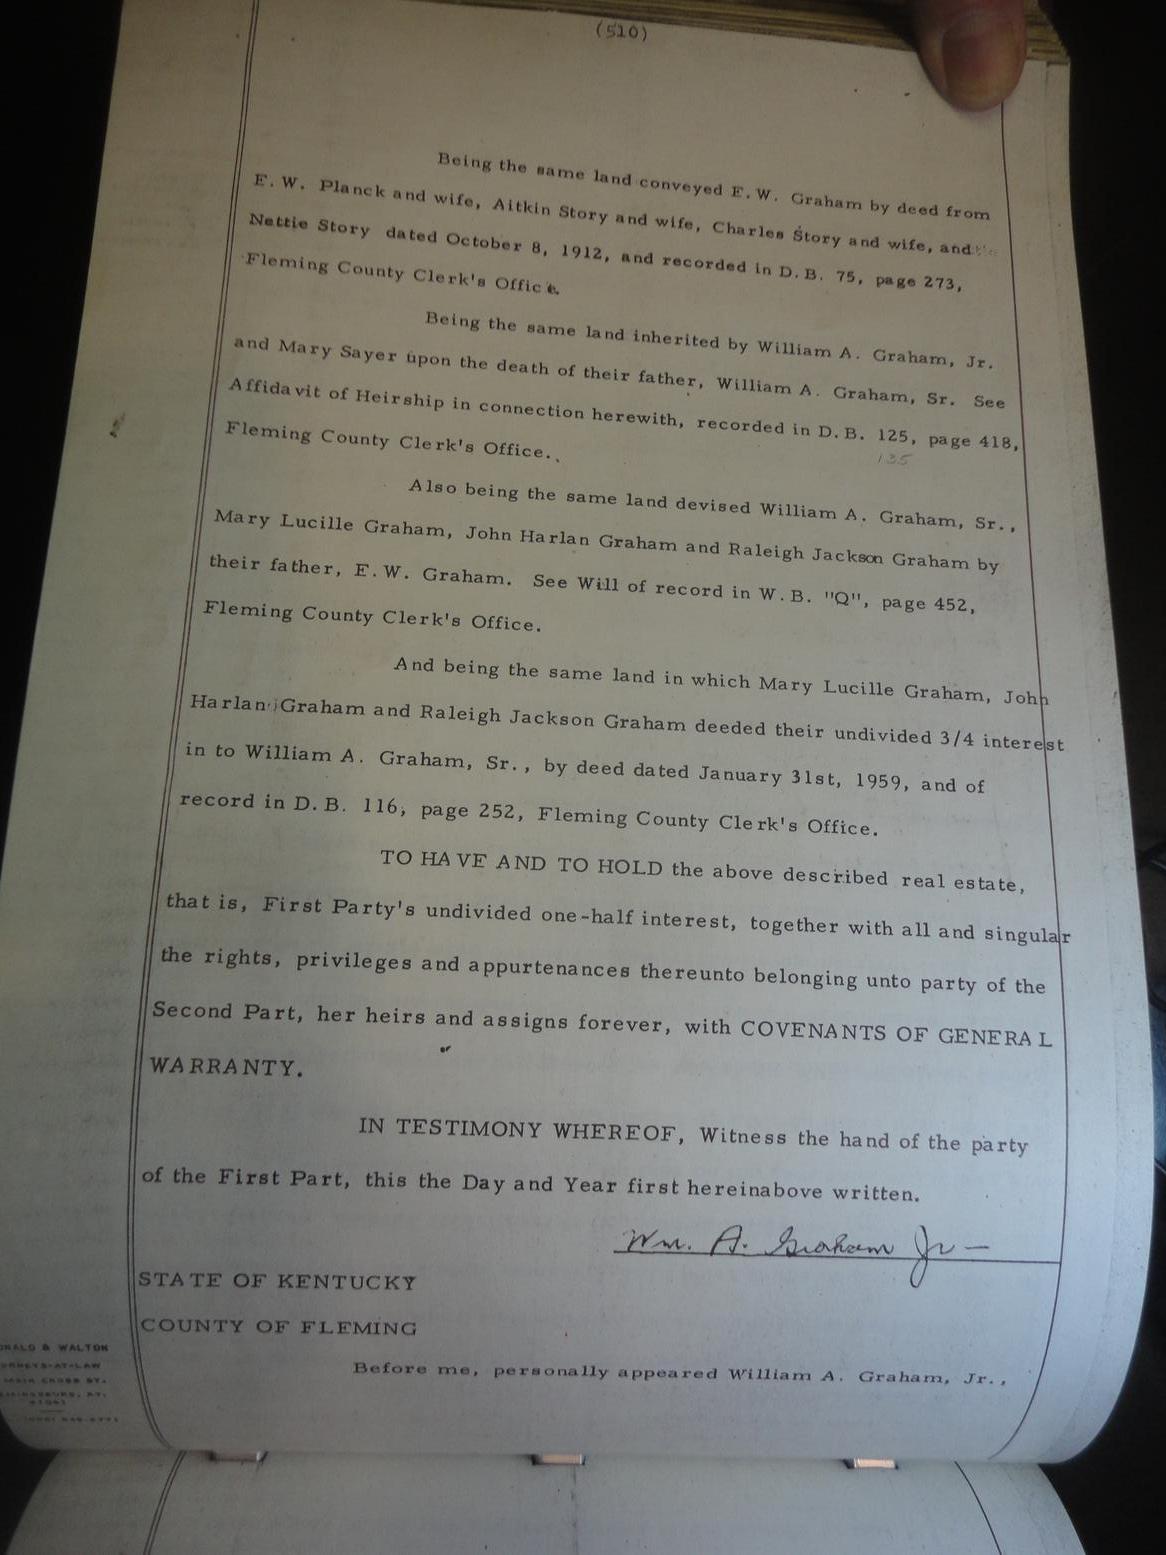 (510)
Being the same land conveyed E.W. Graham by deed from
E.W. Planck and wife, Aitkin Story and wife, Charles Story and wife, and
Nettie Story dated October 8, 1912, and recorded in D.B. 75, page 273,
Fleming County Clerk's Office.
Being the same land inherited by William A. Graham, Jr.
and Mary Sayer upon the death of their father, William A. Graham, Sr. See
Affidavit of Heirship in connection herewith, recorded in D.B. 125, page 418,
135
Fleming County Clerk's Office.
Also being the same land devised William A. Graham, Sr.,
Mary Lucille Graham, John Harlan Graham and Raleigh Jackson Graham by
their father, E.W. Graham. See Will of record in W.B. "Q", page 452,
Fleming County Clerk's Office.
And being the same land in which Mary Lucille Graham, John
Harlan Graham and Raleigh Jackson Graham deeded their undivided 3/4 interest
in to William A. Graham, Sr., by deed dated January 31st, 1959, and of
record in D.B. 116, page 252, Fleming County Clerk's Office.
TO HAVE AND TO HOLD the above described real estate,
that is, First Party's undivided one-half interest, together with all and singular
the rights, privileges and appurtenances thereunto belonging unto party of the
Second Part, her heirs and assigns forever, with COVENANTS OF GENERAL
WARRANTY.
IN TESTIMONY WHEREOF, Witness the hand of the party
of the First Part, this the Day and Year first hereinabove written.
Wm. A. Graham Jr
STATE OF KENTUCKY
COUNTY OF FLEMING
Before me, personally appeared William A. Graham, Jr.,
& WALTON
AT-LAW
CROSS ST.